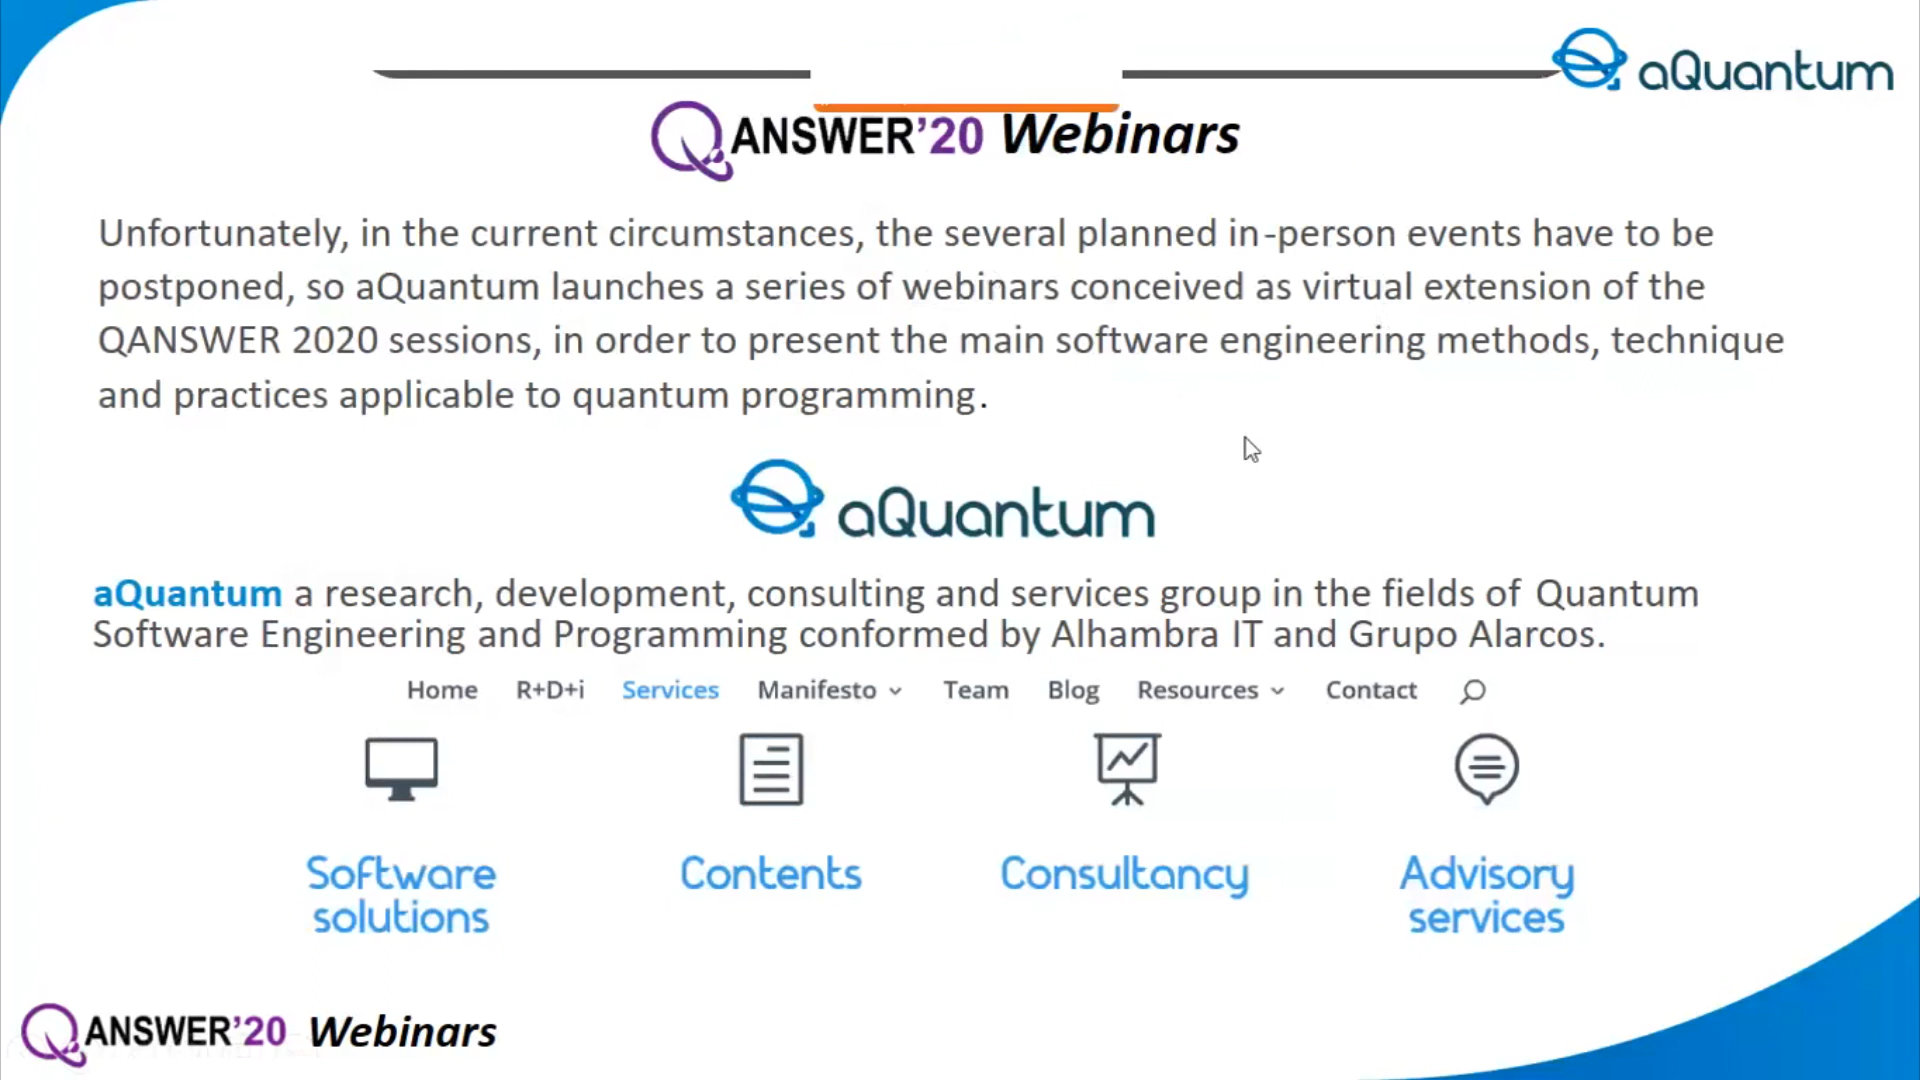 aQuantum
QANSWER’20 Webinars
Unfortunately, in the current circumstances, the several planned in-person events have to be
postponed, so aQuantum launches a series of webinars conceived as virtual extension of the
QANSWER 2020 sessions, in order to present the main software engineering methods, technique
and practices applicable to quantum programming.
aQuantum
aQuantum a research, development, consulting and services group in the fields of Quantum
Software Engineering and Programming conformed by Alhambra IT and Grupo Alarcos.
Home R+D+i Services Manifesto Team Blog Resources Contact
Software
solutions
Contents
Consultancy
Advisory
services
QANSWER’20 Webinars